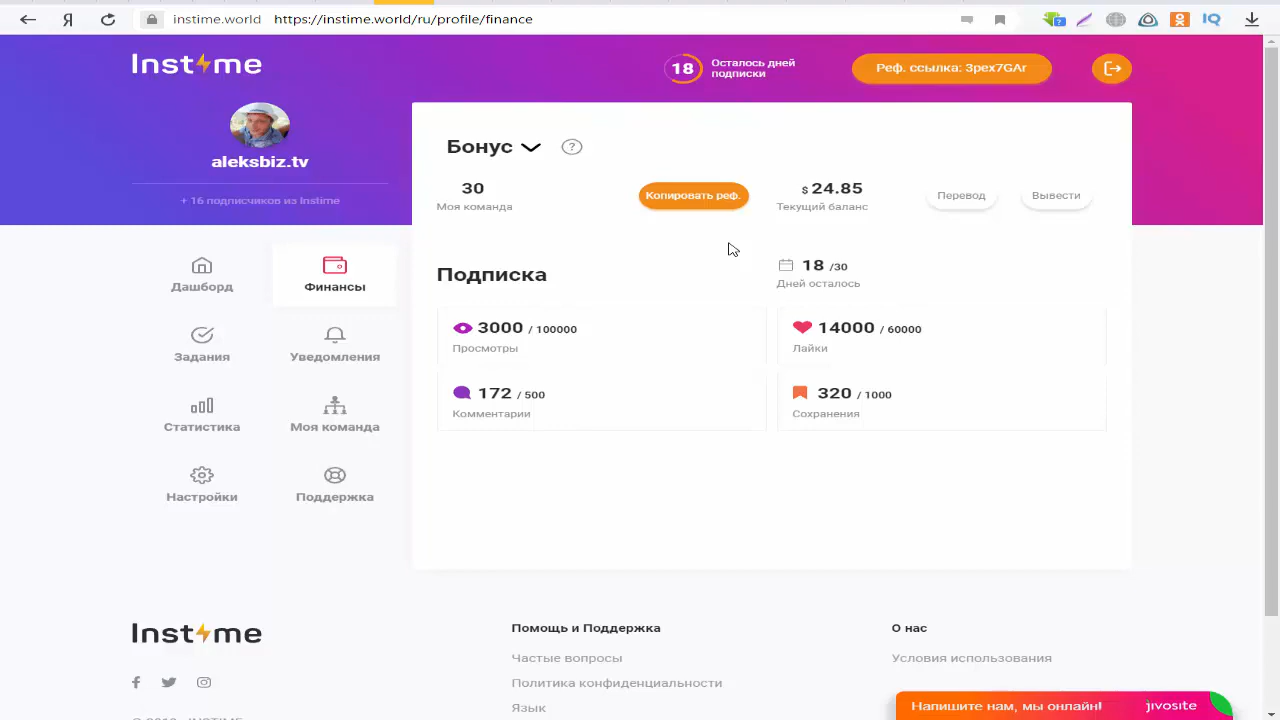 Я
instime.world https://instime.world/ru/profile/finance
Instime
18 Осталось дней
подписки
Реф. ссылка: 3pex7GAr
aleksbiz.tv
+ 16 подписчиков из Instime
Дашборд
Финансы
Задания
Уведомления
Статистика
Моя команда
Настройки
Поддержка
Бонус ?
30
Моя команда
Копировать реф.
$ 24.85
Текущий баланс
Перевод
Вывести
Подписка
18 /30
Дней осталось
3000 / 100000
Просмотры
14000 / 60000
Лайки
172 / 500
Комментарии
320 / 1000
Сохранения
Instime
Помощь и Поддержка
Частые вопросы
Политика конфиденциальности
Язык
О нас
Условия использования
Напишите нам, мы онлайн! jivosite